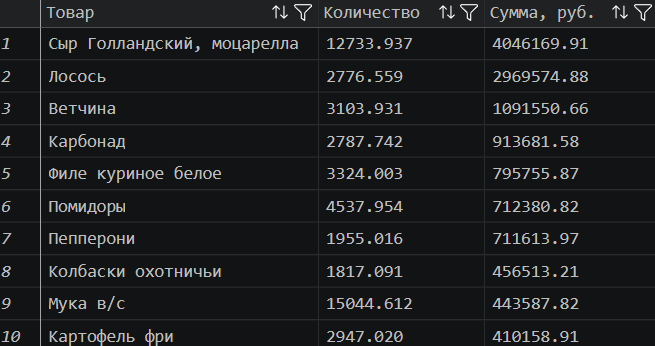 Товар Количество Сумма, руб.
1 Сыр Голландский, моцарелла 12733.937 4046169.91
2 Лосось 2776.559 2969574.88
3 Ветчина 3103.931 1091550.66
4 Карбонад 2787.742 913681.58
5 Филе куриное белое 3324.003 795755.87
6 Помидоры 4537.954 712380.82
7 Пепперони 1955.016 711613.97
8 Колбаски охотничьи 1817.091 456513.21
9 Мука в/с 15044.612 443587.82
10 Картофель фри 2947.020 410158.91